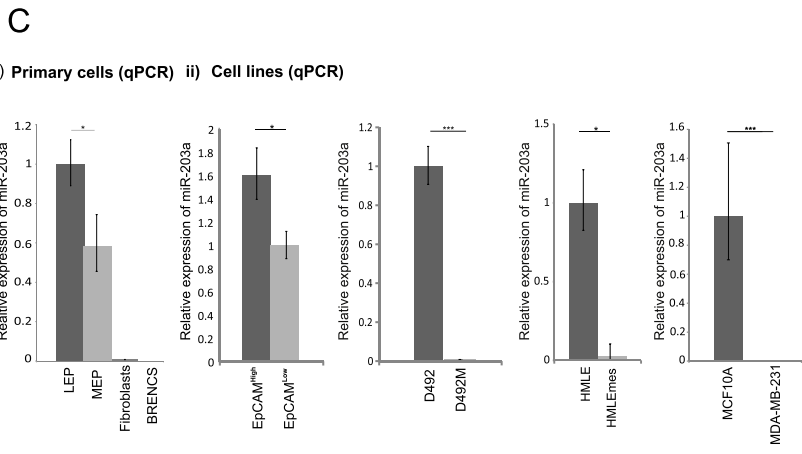 C
) Primary cells (qPCR) ii) Cell lines (qPCR)
Relative expression of miR-203a
1.2
1
0.8
0.6
0.4
0.2
0
*
LEP
MEP
Fibroblasts
BRENCS
Relative expression of miR-203a
2
1.8
1.6
1.4
1.2
1
0.8
0.6
0.4
0.2
0
*
EpCAMHigh
EpCAMLow
Relative expression of miR-203a
1.2
1
0.8
0.6
0.4
0.2
0
***
D492
D492M
Relative expression of miR-203a
1.5
1
0.5
0
*
HMLE
HMLEmes
Relative expression of miR-203a
1.6
1.4
1.2
1
0.8
0.6
0.4
0.2
0
***
MCF10A
MDA-MB-231